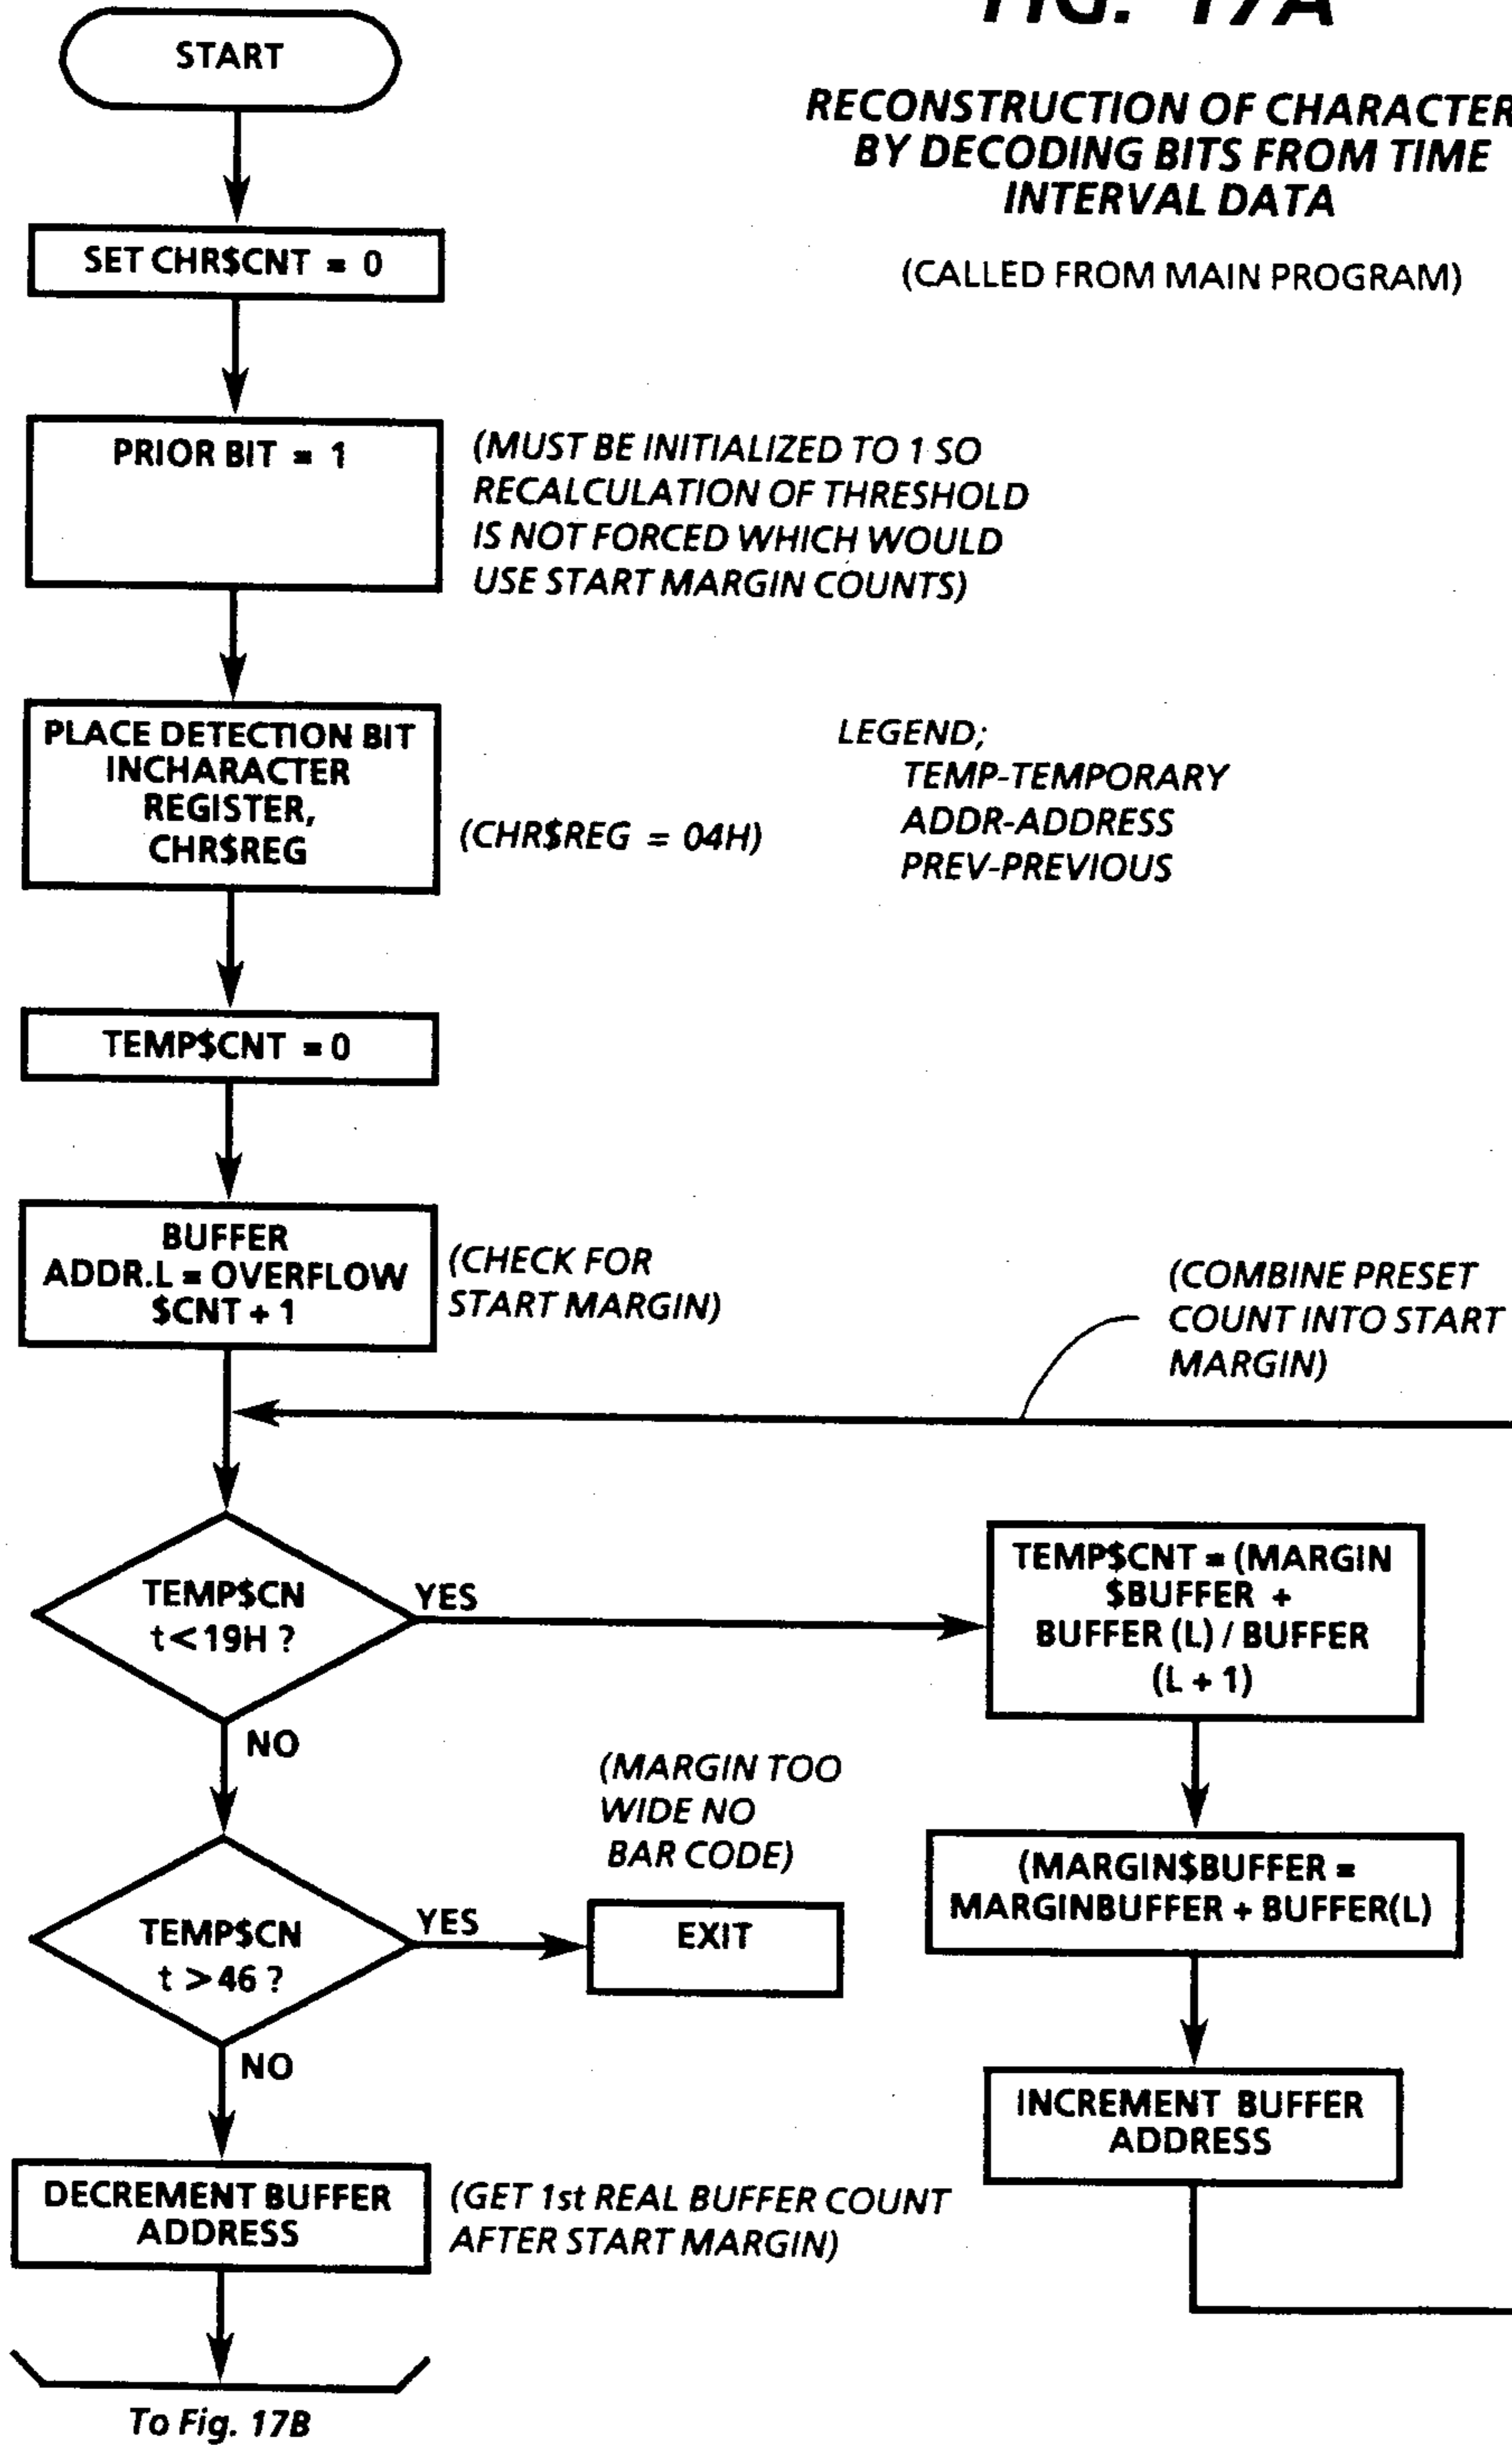 FIG. 17A
RECONSTRUCTION OF CHARACTER
BY DECODING BITS FROM TIME
INTERVAL DATA
(CALLED FROM MAIN PROGRAM)
START
SET CHR$CNT = 0
PRIOR BIT = 1
(MUST BE INITIALIZED TO 1 SO
RECALCULATION OF THRESHOLD
IS NOT FORCED WHICH WOULD
USE START MARGIN COUNTS)
PLACE DETECTION BIT
INCHARACTER
REGISTER,
CHR$REG
(CHR$REG = 04H)
LEGEND;
TEMP-TEMPORARY
ADDR-ADDRESS
PREV-PREVIOUS
TEMP$CNT = 0
BUFFER
ADDR.L = OVERFLOW
$CNT + 1
(CHECK FOR
START MARGIN)
(COMBINE PRESET
COUNT INTO START
MARGIN)
TEMP$CN
t < 19H ?
YES
NO
TEMP$CNT = (MARGIN
$BUFFER +
BUFFER (L) / BUFFER
(L + 1)
(MARGIN$BUFFER =
MARGINBUFFER + BUFFER(L)
INCREMENT BUFFER
ADDRESS
TEMP$CN
t > 46 ?
YES
NO
(MARGIN TOO
WIDE NO
BAR CODE)
EXIT
DECREMENT BUFFER
ADDRESS
(GET 1st REAL BUFFER COUNT
AFTER START MARGIN)
To Fig. 17B